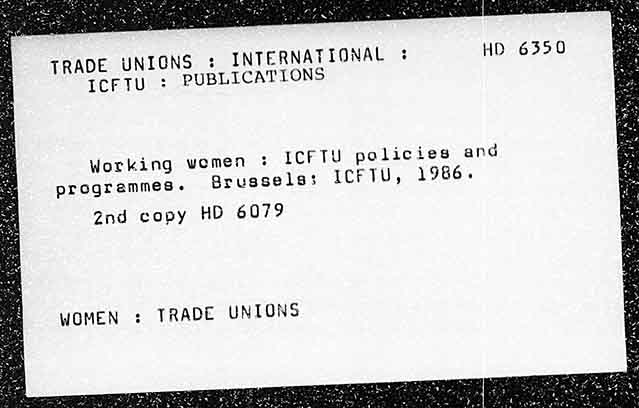 TRADE UNIONS : INTERNATIONAL : HD 6350
ICFTU : PUBLICATIONS
Working women : ICFTU policies and
programmes. Brussels; ICFTU, 1986.
2nd copy HD 6079
WOMEN : TRADE UNIONS